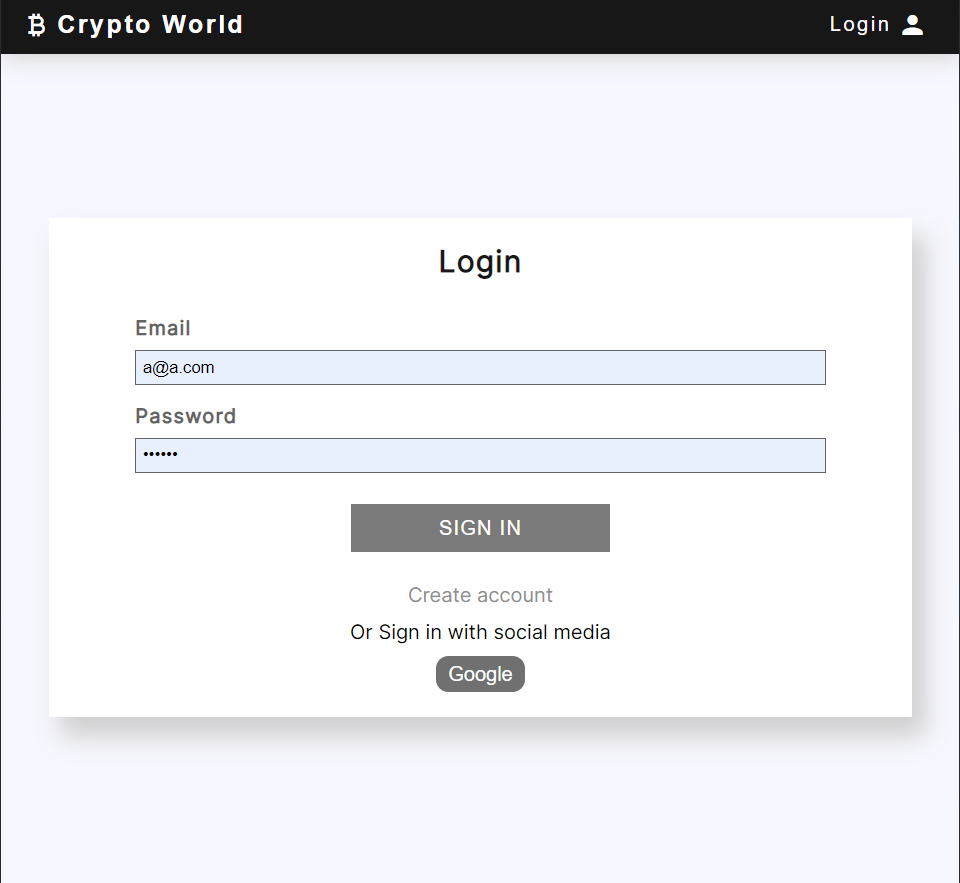 Crypto World
Login
Login
Email
a@a.com
Password
••••••
SIGN IN
Create account
Or Sign in with social media
Google